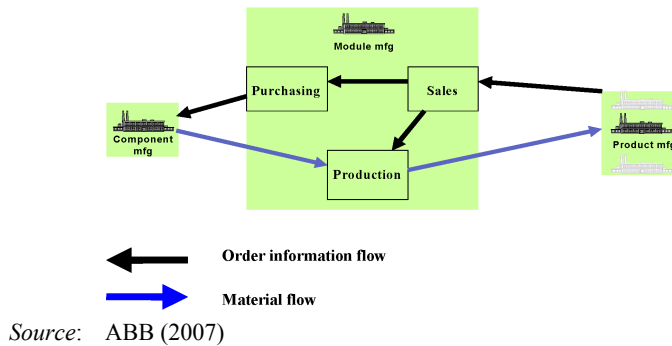 Module mfg
Purchasing
Sales
Component
mfg
Product mfg
Production
Order information flow
Material flow
Source: ABB (2007)